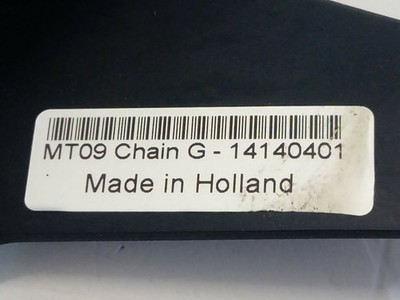 MT09 Chain G - 14140401
Made in Holland